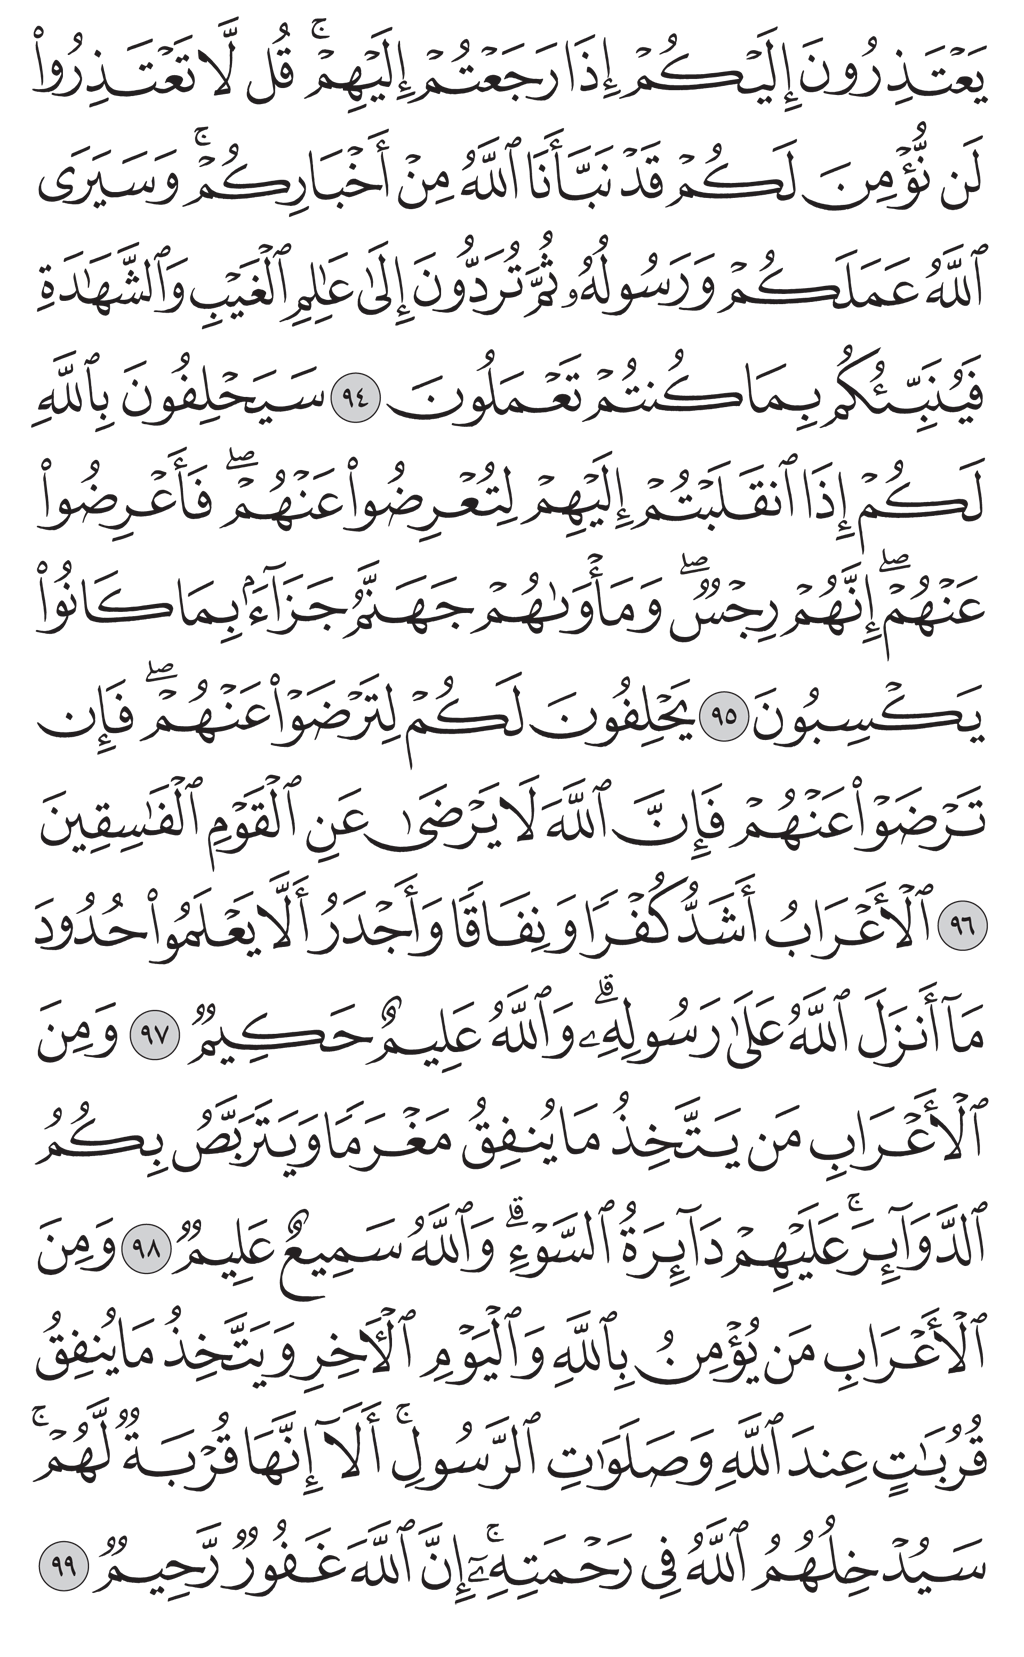 يَعْتَذِرُونَ إِلَيْكُمْ إِذَا رَجَعْتُمْ إِلَيْهِمْ ۚ قُل لَّا تَعْتَذِرُوا۟
لَن نُّؤْمِنَ لَكُمْ قَدْ نَبَّأَنَا ٱللَّهُ مِنْ أَخْبَارِكُمْ ۚ وَسَيَرَى
ٱللَّهُ عَمَلَكُمْ وَرَسُولُهُۥ ثُمَّ تُرَدُّونَ إِلَىٰ عَٰلِمِ ٱلْغَيْبِ وَٱلشَّهَٰدَةِ
فَيُنَبِّئُكُم بِمَا كُنتُمْ تَعْمَلُونَ ٩٤ سَيَحْلِفُونَ بِٱللَّهِ
لَكُمْ إِذَا ٱنقَلَبْتُمْ إِلَيْهِمْ لِتُعْرِضُوا۟ عَنْهُمْ ۖ فَأَعْرِضُوا۟
عَنْهُمْ ۖ إِنَّهُمْ رِجْسٌ ۖ وَمَأْوَىٰهُمْ جَهَنَّمُ جَزَآءًۢ بِمَا كَانُوا۟
يَكْسِبُونَ ٩٥ يَحْلِفُونَ لَكُمْ لِتَرْضَوْا۟ عَنْهُمْ ۖ فَإِن
تَرْضَوْا۟ عَنْهُمْ فَإِنَّ ٱللَّهَ لَا يَرْضَىٰ عَنِ ٱلْقَوْمِ ٱلْفَٰسِقِينَ
٩٦ ٱلْأَعْرَابُ أَشَدُّ كُفْرًا وَنِفَاقًا وَأَجْدَرُ أَلَّا يَعْلَمُوا۟ حُدُودَ
مَآ أَنزَلَ ٱللَّهُ عَلَىٰ رَسُولِهِۦ ۗ وَٱللَّهُ عَلِيمٌ حَكِيمٌ ٩٧ وَمِنَ
ٱلْأَعْرَابِ مَن يَتَّخِذُ مَا يُنفِقُ مَغْرَمًا وَيَتَرَبَّصُ بِكُمُ
ٱلدَّوَآئِرَ ۚ عَلَيْهِمْ دَآئِرَةُ ٱلسَّوْءِ ۗ وَٱللَّهُ سَمِيعٌ عَلِيمٌ ٩٨ وَمِنَ
ٱلْأَعْرَابِ مَن يُؤْمِنُ بِٱللَّهِ وَٱلْيَوْمِ ٱلْءَاخِرِ وَيَتَّخِذُ مَا يُنفِقُ
قُرُبَٰتٍ عِندَ ٱللَّهِ وَصَلَوَٰتِ ٱلرَّسُولِ ۚ أَلَآ إِنَّهَا قُرْبَةٌ لَّهُمْ ۚ
سَيُدْخِلُهُمُ ٱللَّهُ فِى رَحْمَتِهِۦٓ ۚ إِنَّ ٱللَّهَ غَفُورٌ رَّحِيمٌ ٩٩